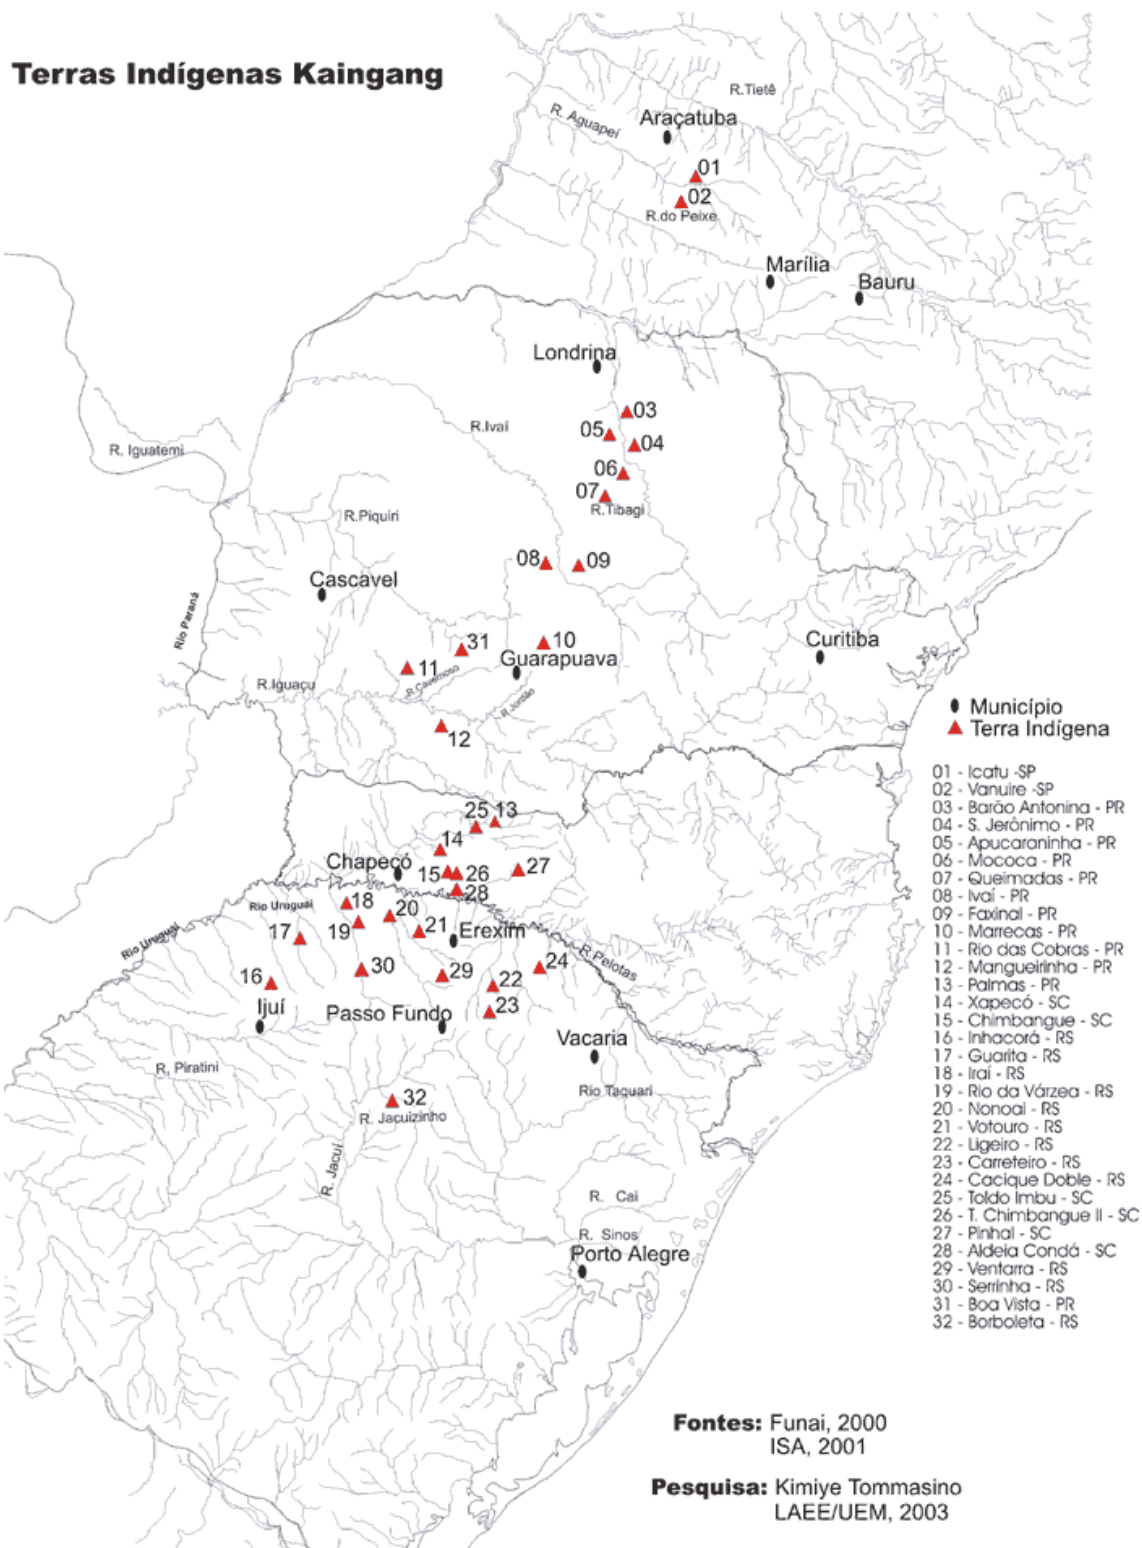 Terras Indígenas Kaingang
R.Tietê
R. Aguapeí
Araçatuba
01
02
R.do Peixe
Marília
Bauru
Londrina
03
R.Ivaí
05
04
R. Iguatemi
06
07
R.Tibagi
R.Piquiri
08
09
Cascavel
Rio Paraná
31
10
Curitiba
11
Guarapuava
R.Iguaçu
R.Cavernoso
R.Jordão
12
Município
Terra Indígena
25
13
14
Chapecó
15
26
27
28
Rio Uruguai
18
20
19
21
Erexim
17
Rio Uruguai
R.Pelotas
24
30
29
22
16
23
Ijuí
Passo Fundo
Vacaria
R. Piratini
Rio Taquari
32
R. Jacuizinho
R. Jacuí
R. Cai
R. Sinos
Porto Alegre
01 - Icatu -SP
02 - Vanuire -SP
03 - Barão Antonina - PR
04 - S. Jerônimo - PR
05 - Apucaraninha - PR
06 - Mococa - PR
07 - Queimadas - PR
08 - Ivaí - PR
09 - Faxinal - PR
10 - Marrecas - PR
11 - Rio das Cobras - PR
12 - Mangueirinha - PR
13 - Palmas - PR
14 - Xapecó - SC
15 - Chimbangue - SC
16 - Inhacorá - RS
17 - Guarita - RS
18 - Iraí - RS
19 - Rio da Várzea - RS
20 - Nonoai - RS
21 - Votouro - RS
22 - Ligeiro - RS
23 - Carreteiro - RS
24 - Cacique Doble - RS
25 - Toldo Imbu - SC
26 - T. Chimbangue II - SC
27 - Pinhal - SC
28 - Aldeia Condá - SC
29 - Ventarra - RS
30 - Serrinha - RS
31 - Boa Vista - PR
32 - Borboleta - RS
Fontes: Funai, 2000
ISA, 2001
Pesquisa: Kimiye Tommasino
LAEE/UEM, 2003